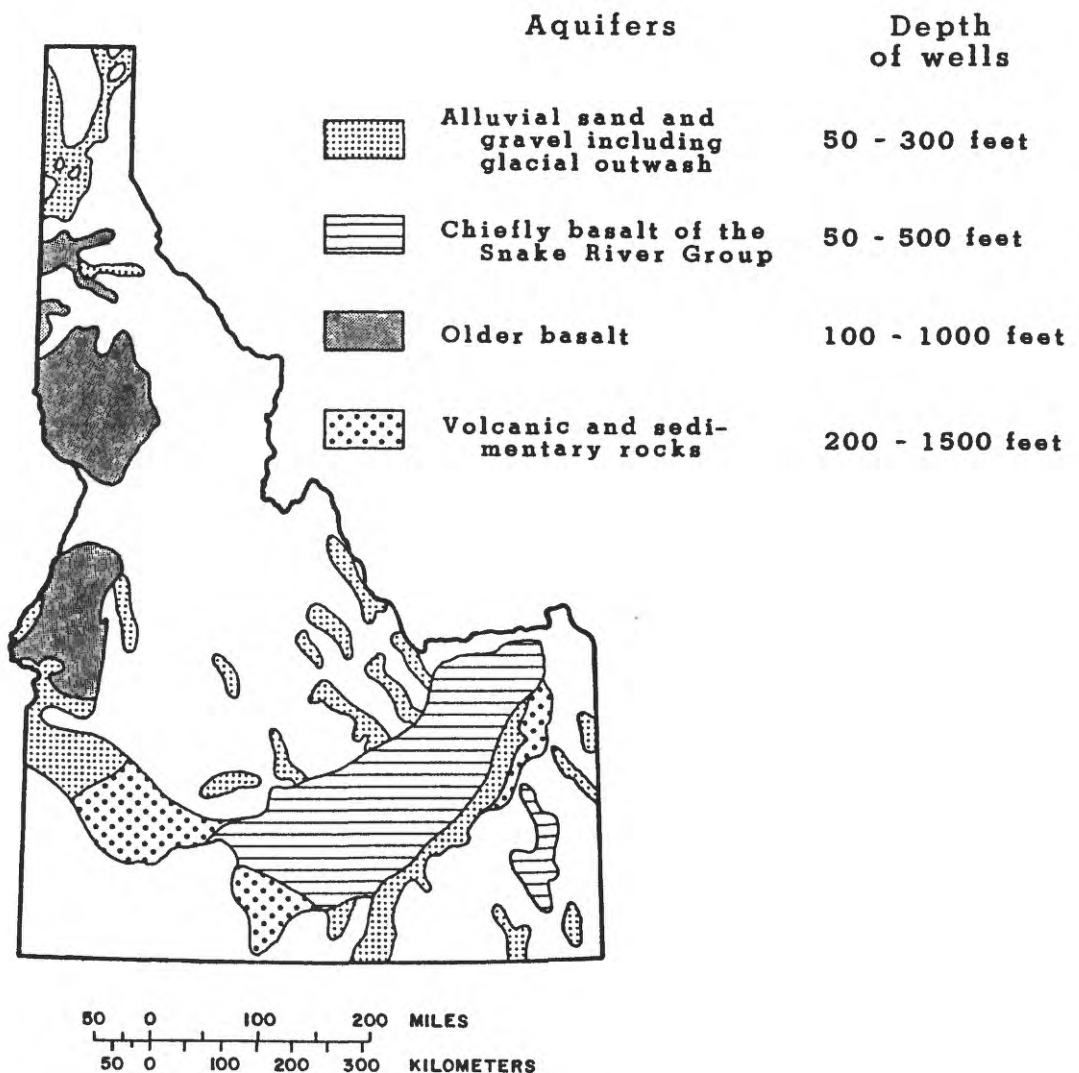 Aquifers
Depth
of wells
Alluvial sand and
gravel including
glacial outwash
50 - 300 feet
Chiefly basalt of the
Snake River Group
50 - 500 feet
Older basalt
100 - 1000 feet
Volcanic and sedi-
mentary rocks
200 - 1500 feet
50 0 100 200 MILES
50 0 100 200 300 KILOMETERS